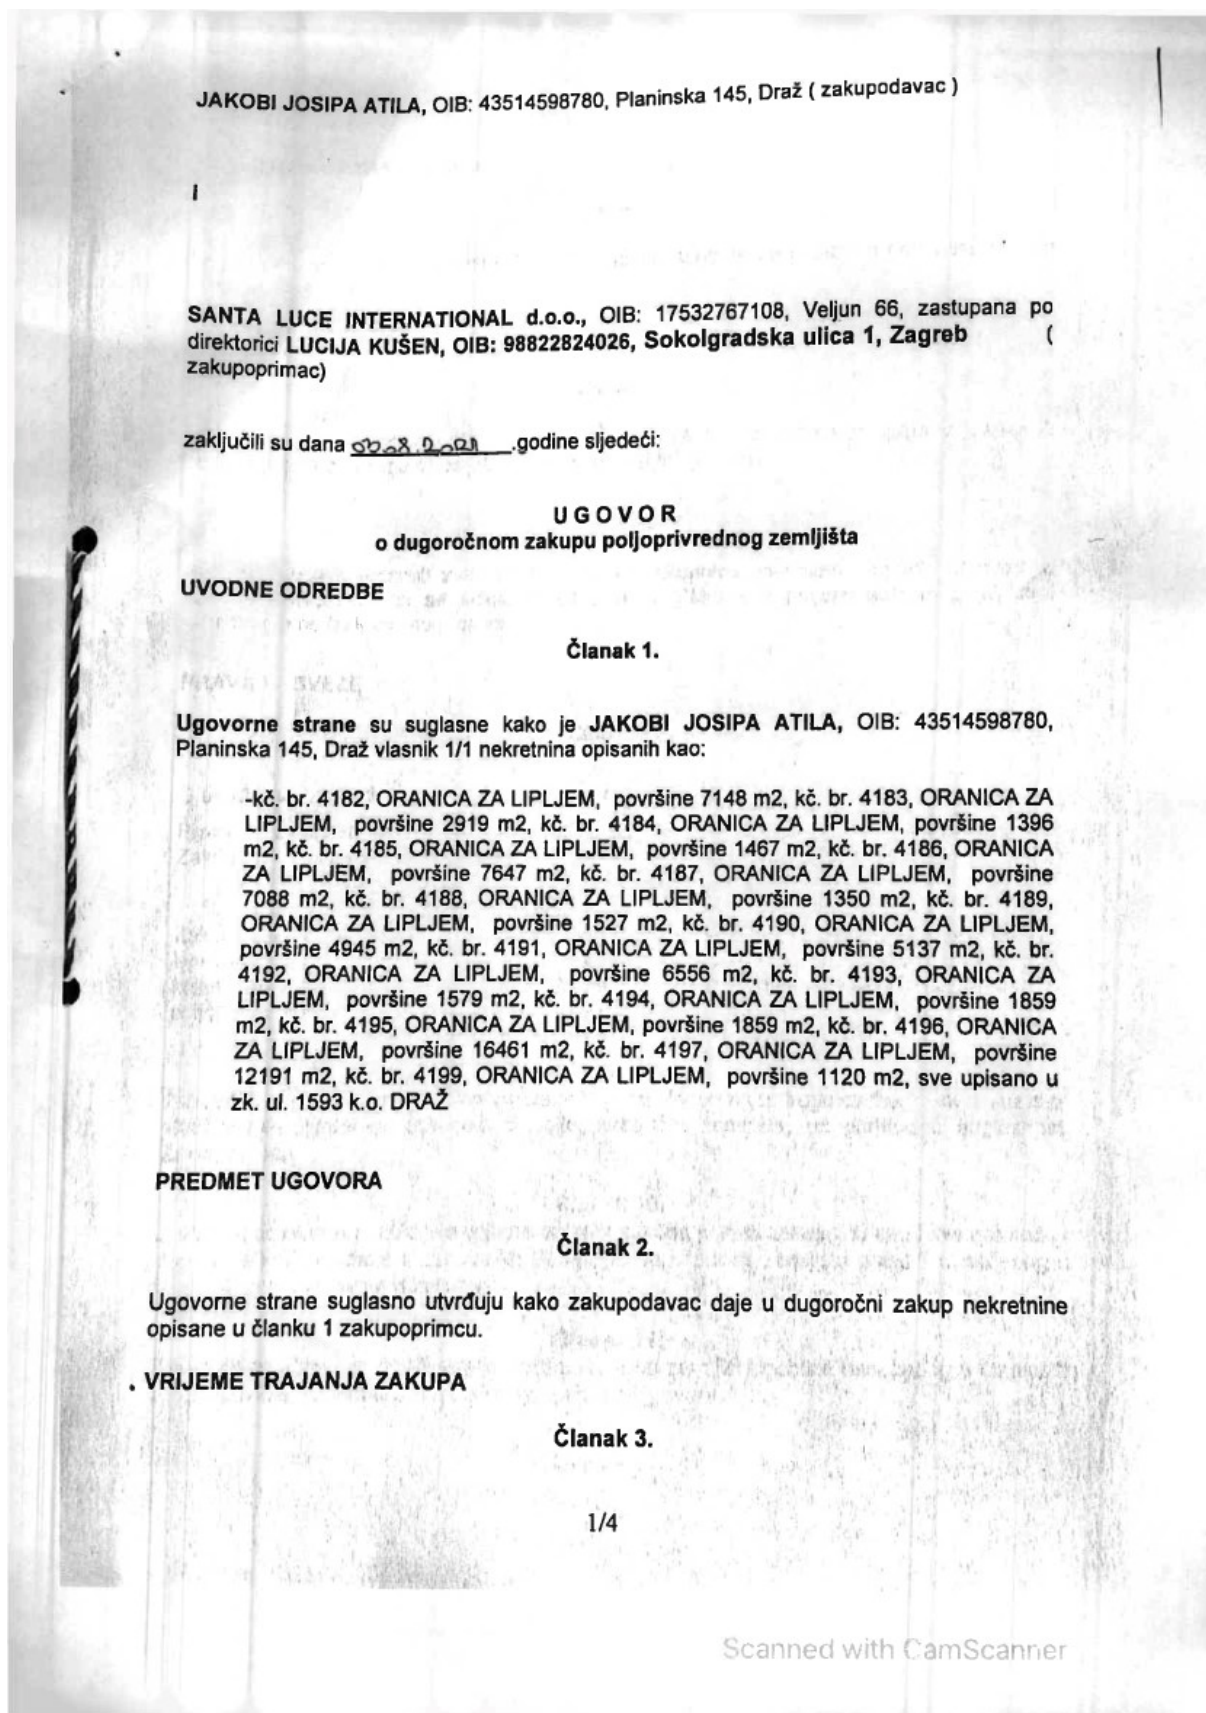 JAKOBI JOSIPA ATILA, OIB: 43514598780, Planinska 145, Draž ( zakupodavac )
I
SANTA LUCE INTERNATIONAL d.o.o., OIB: 17532767108, Veljun 66, zastupana po
direktorici LUCIJA KUŠEN, OIB: 98822824026, Sokolgradska ulica 1, Zagreb (
zakupoprimac)
zaključili su dana .godine sljedeći:
U G O V O R
o dugoročnom zakupu poljoprivrednog zemljišta
UVODNE ODREDBE
Članak 1.
Ugovorne strane su suglasne kako je JAKOBI JOSIPA ATILA, OIB: 43514598780,
Planinska 145, Draž vlasnik 1/1 nekretnina opisanih kao:
-kč. br. 4182, ORANICA ZA LIPLJEM, površine 7148 m2, kč. br. 4183, ORANICA ZA
LIPLJEM, površine 2919 m2, kč. br. 4184, ORANICA ZA LIPLJEM, površine 1396
m2, kč. br. 4185, ORANICA ZA LIPLJEM, površine 1467 m2, kč. br. 4186, ORANICA
ZA LIPLJEM, površine 7647 m2, kč. br. 4187, ORANICA ZA LIPLJEM, površine
7088 m2, kč. br. 4188, ORANICA ZA LIPLJEM, površine 1350 m2, kč. br. 4189,
ORANICA ZA LIPLJEM, površine 1527 m2, kč. br. 4190, ORANICA ZA LIPLJEM,
površine 4945 m2, kč. br. 4191, ORANICA ZA LIPLJEM, površine 5137 m2, kč. br.
4192, ORANICA ZA LIPLJEM, površine 6556 m2, kč. br. 4193, ORANICA ZA
LIPLJEM, površine 1579 m2, kč. br. 4194, ORANICA ZA LIPLJEM, površine 1859
m2, kč. br. 4195, ORANICA ZA LIPLJEM, površine 1859 m2, kč. br. 4196, ORANICA
ZA LIPLJEM, površine 16461 m2, kč. br. 4197, ORANICA ZA LIPLJEM, površine
12191 m2, kč. br. 4199, ORANICA ZA LIPLJEM, površine 1120 m2, sve upisano u
zk. ul. 1593 k.o. DRAŽ
PREDMET UGOVORA
Članak 2.
Ugovorne strane suglasno utvrđuju kako zakupodavac daje u dugoročni zakup nekretnine
opisane u članku 1 zakupoprimcu.
. VRIJEME TRAJANJA ZAKUPA
Članak 3.
1/4
Scanned with CamScanner